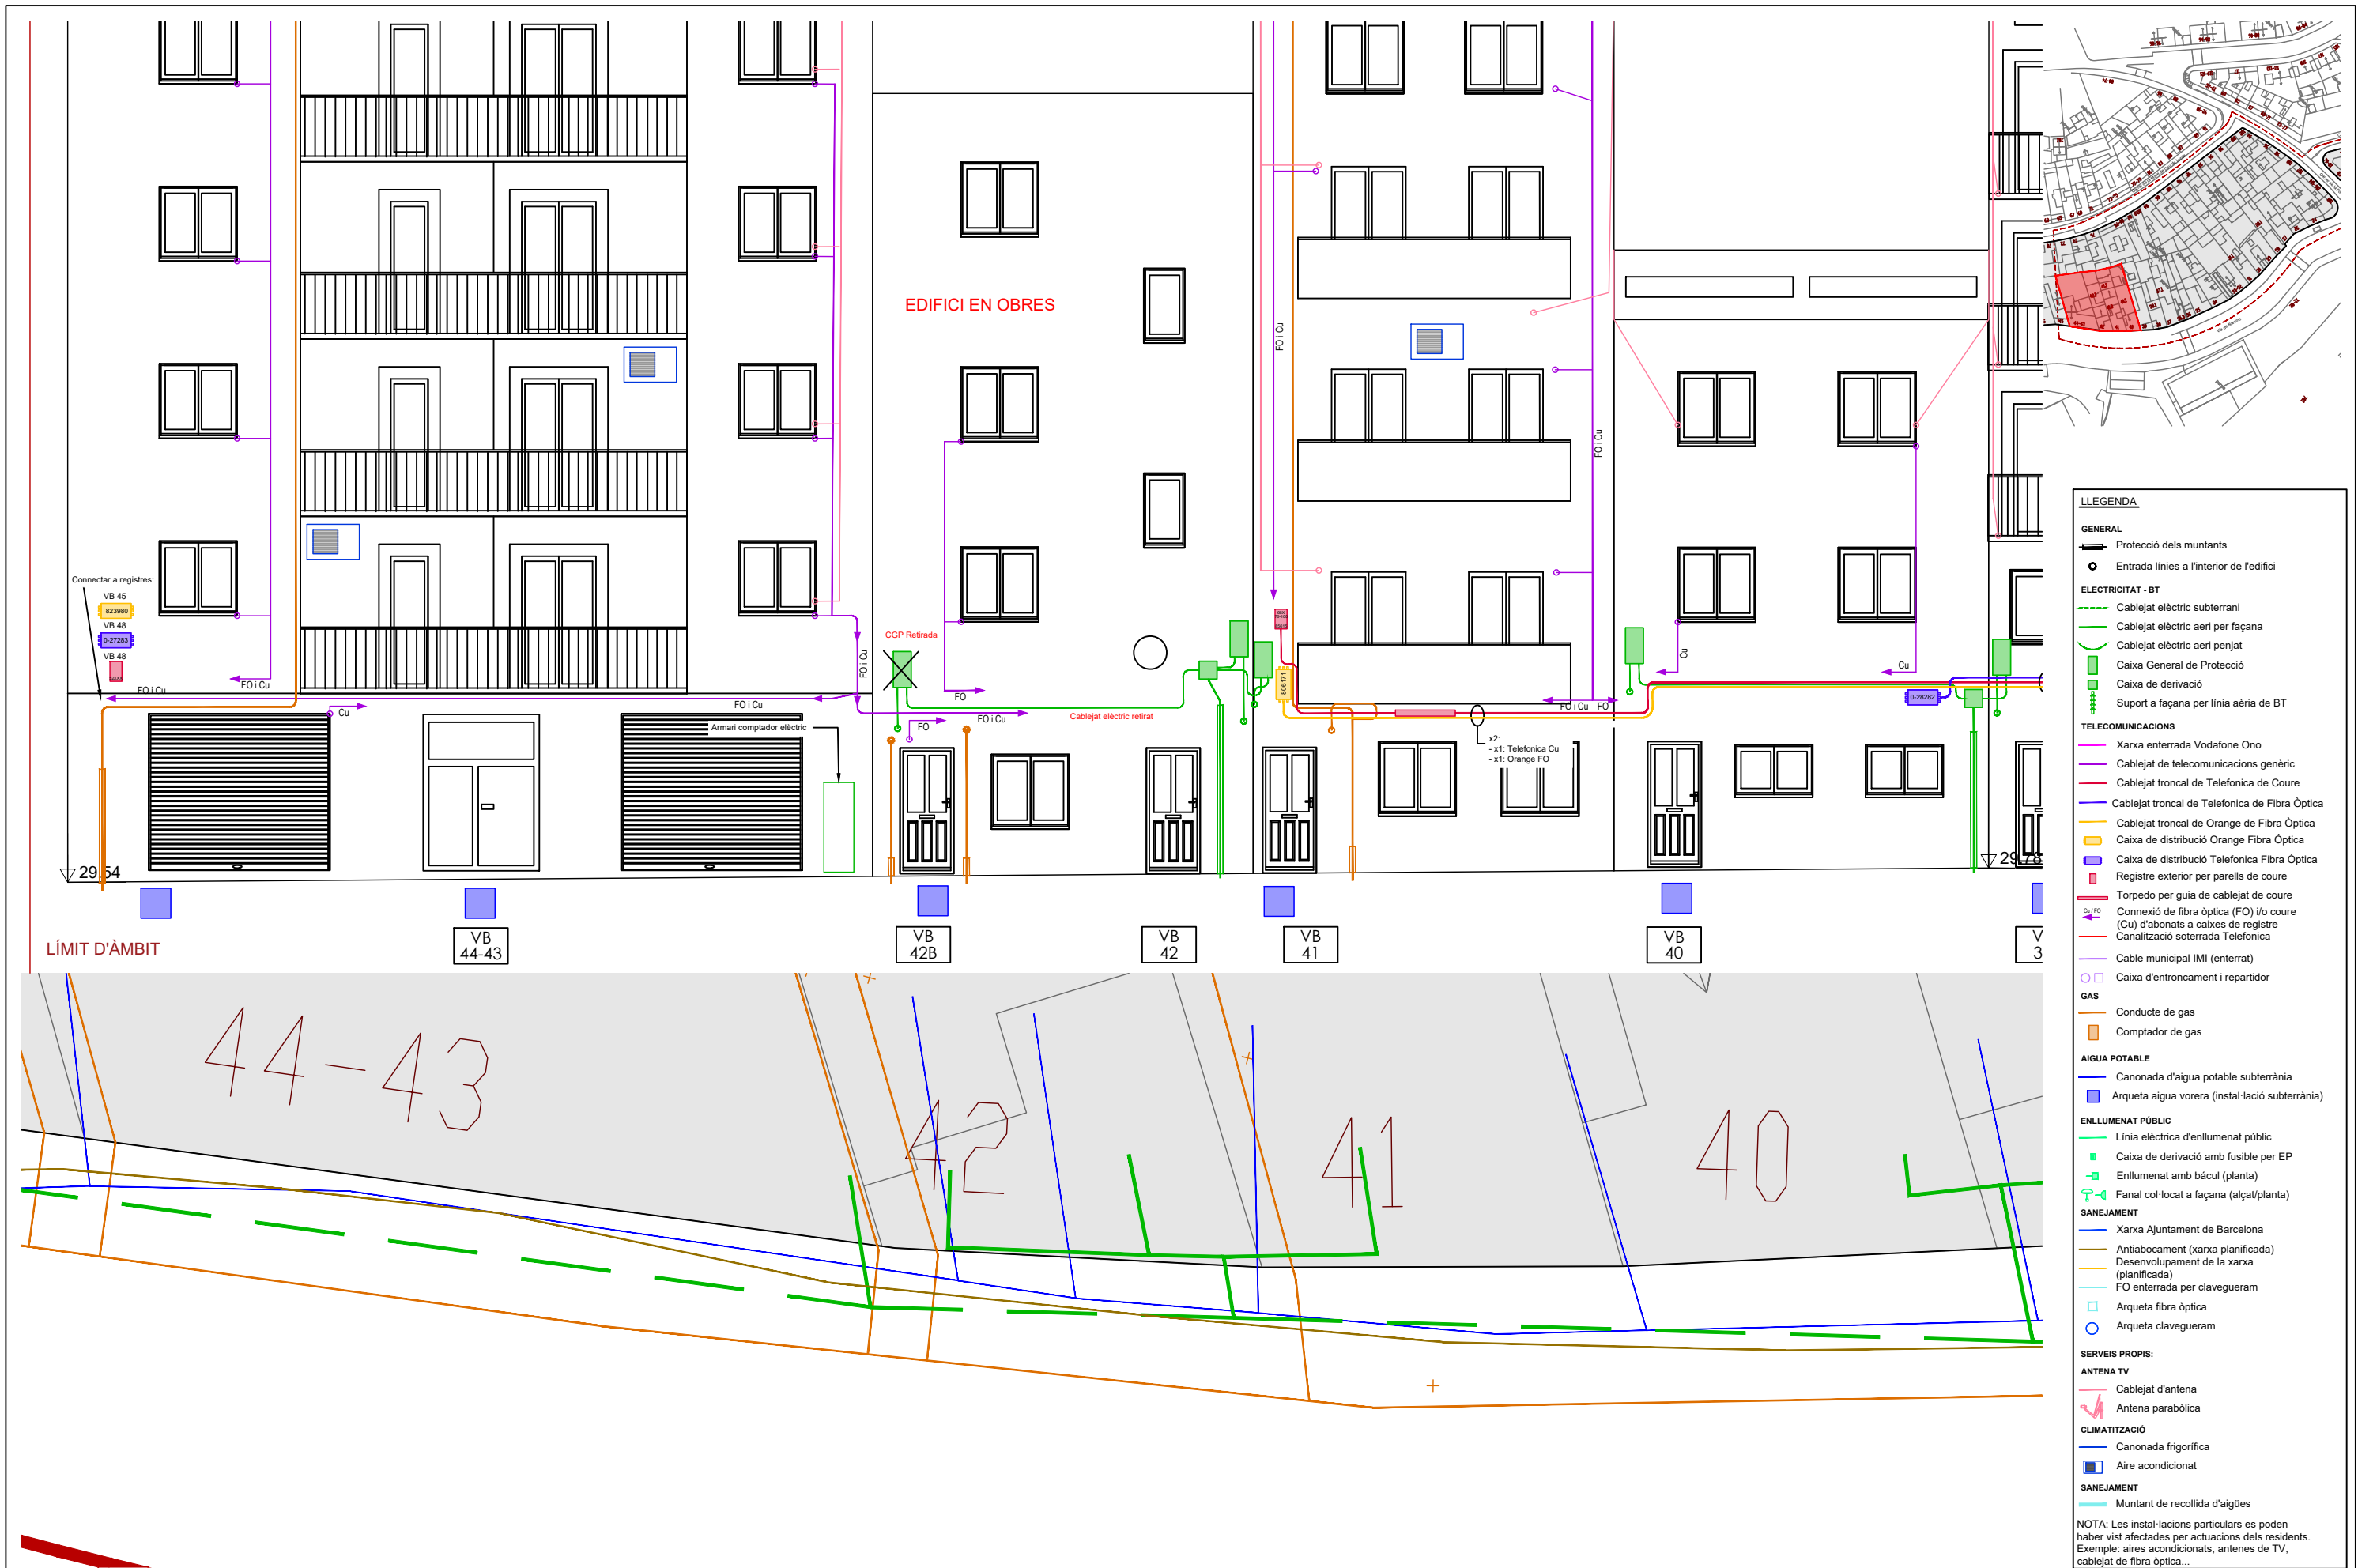 EDIFICI EN OBRES
FO i Cu
FO i Cu
Connectar a registres:
VB 45
823980
VB 48
0-27283
VB 48
FO i Cu
FO i Cu
FO i Cu
FO i Cu
Cu
Armari comptador elèctric
CGP Retirada
FO
FO
FO i Cu
Cablejat elèctric retirat
806171
x2:
- x1: Telefonica Cu
- x1: Orange FO
FO i Cu
FO
Cu
Cu
0-28282
29,54
29,78
LÍMIT D'ÀMBIT
VB
44-43
VB
42B
VB
42
VB
41
VB
40
44-43
42
41
40
LLEGENDA
GENERAL
Protecció dels muntants
Entrada línies a l'interior de l'edifici
ELECTRICITAT - BT
Cablejat elèctric subterrani
Cablejat elèctric aeri per façana
Cablejat elèctric aeri penjat
Caixa General de Protecció
Caixa de derivació
Suport a façana per línia aèria de BT
TELECOMUNICACIONS
Xarxa enterrada Vodafone Ono
Cablejat de telecomunicacions genèric
Cablejat troncal de Telefonica de Coure
Cablejat troncal de Telefonica de Fibra Òptica
Cablejat troncal de Orange de Fibra Òptica
Caixa de distribució Orange Fibra Óptica
Caixa de distribució Telefonica Fibra Óptica
Registre exterior per parells de coure
Torpedo per guia de cablejat de coure
Cu / FO
Connexió de fibra òptica (FO) i/o coure
(Cu) d'abonats a caixes de registre
Canalització soterrada Telefonica
Cable municipal IMI (enterrat)
Caixa d'entroncament i repartidor
GAS
Conducte de gas
Comptador de gas
AIGUA POTABLE
Canonada d'aigua potable subterrània
Arqueta aigua vorera (instal·lació subterrània)
ENLLUMENAT PÚBLIC
Línia elèctrica d'enllumenat públic
Caixa de derivació amb fusible per EP
Enllumenat amb bácul (planta)
Fanal col·locat a façana (alçat/planta)
SANEJAMENT
Xarxa Ajuntament de Barcelona
Antiabocament (xarxa planificada)
Desenvolupament de la xarxa
(planificada)
FO enterrada per clavegueram
Arqueta fibra òptica
Arqueta clavegueram
SERVEIS PROPIS:
ANTENA TV
Cablejat d'antena
Antena parabòlica
CLIMATITZACIÓ
Canonada frigorífica
Aire acondicionat
SANEJAMENT
Muntant de recollida d'aigües
NOTA: Les instal·lacions particulars es poden
haber vist afectades per actuacions dels residents.
Exemple: aires acondicionats, antenes de TV,
cablejat de fibra òptica...